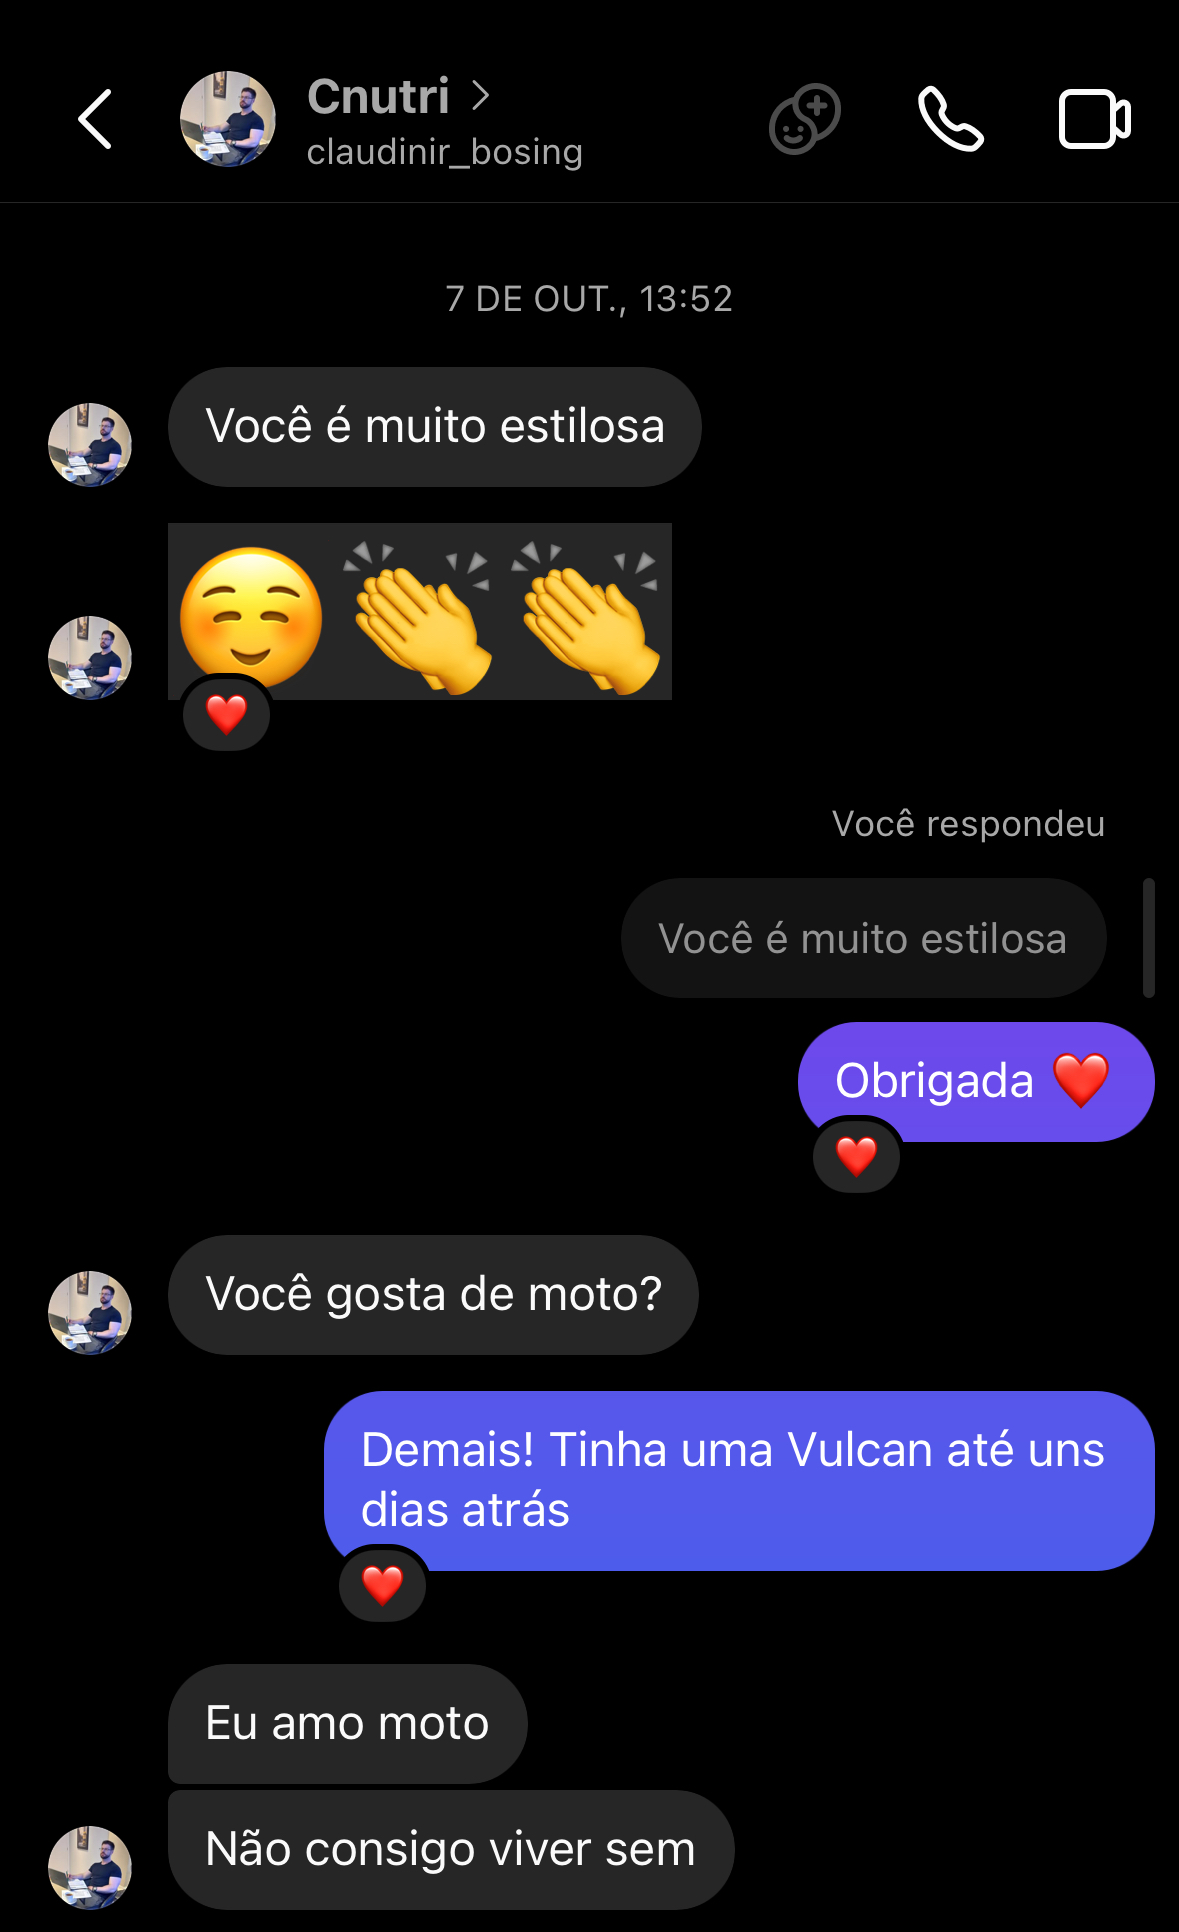 Cnutri
claudinir_bosing
7 DE OUT., 13:52
Você é muito estilosa
☺️👏👏
❤️
Você respondeu
Você é muito estilosa
Obrigada ❤️
❤️
Você gosta de moto?
Demais! Tinha uma Vulcan até uns
dias atrás
❤️
Eu amo moto
Não consigo viver sem